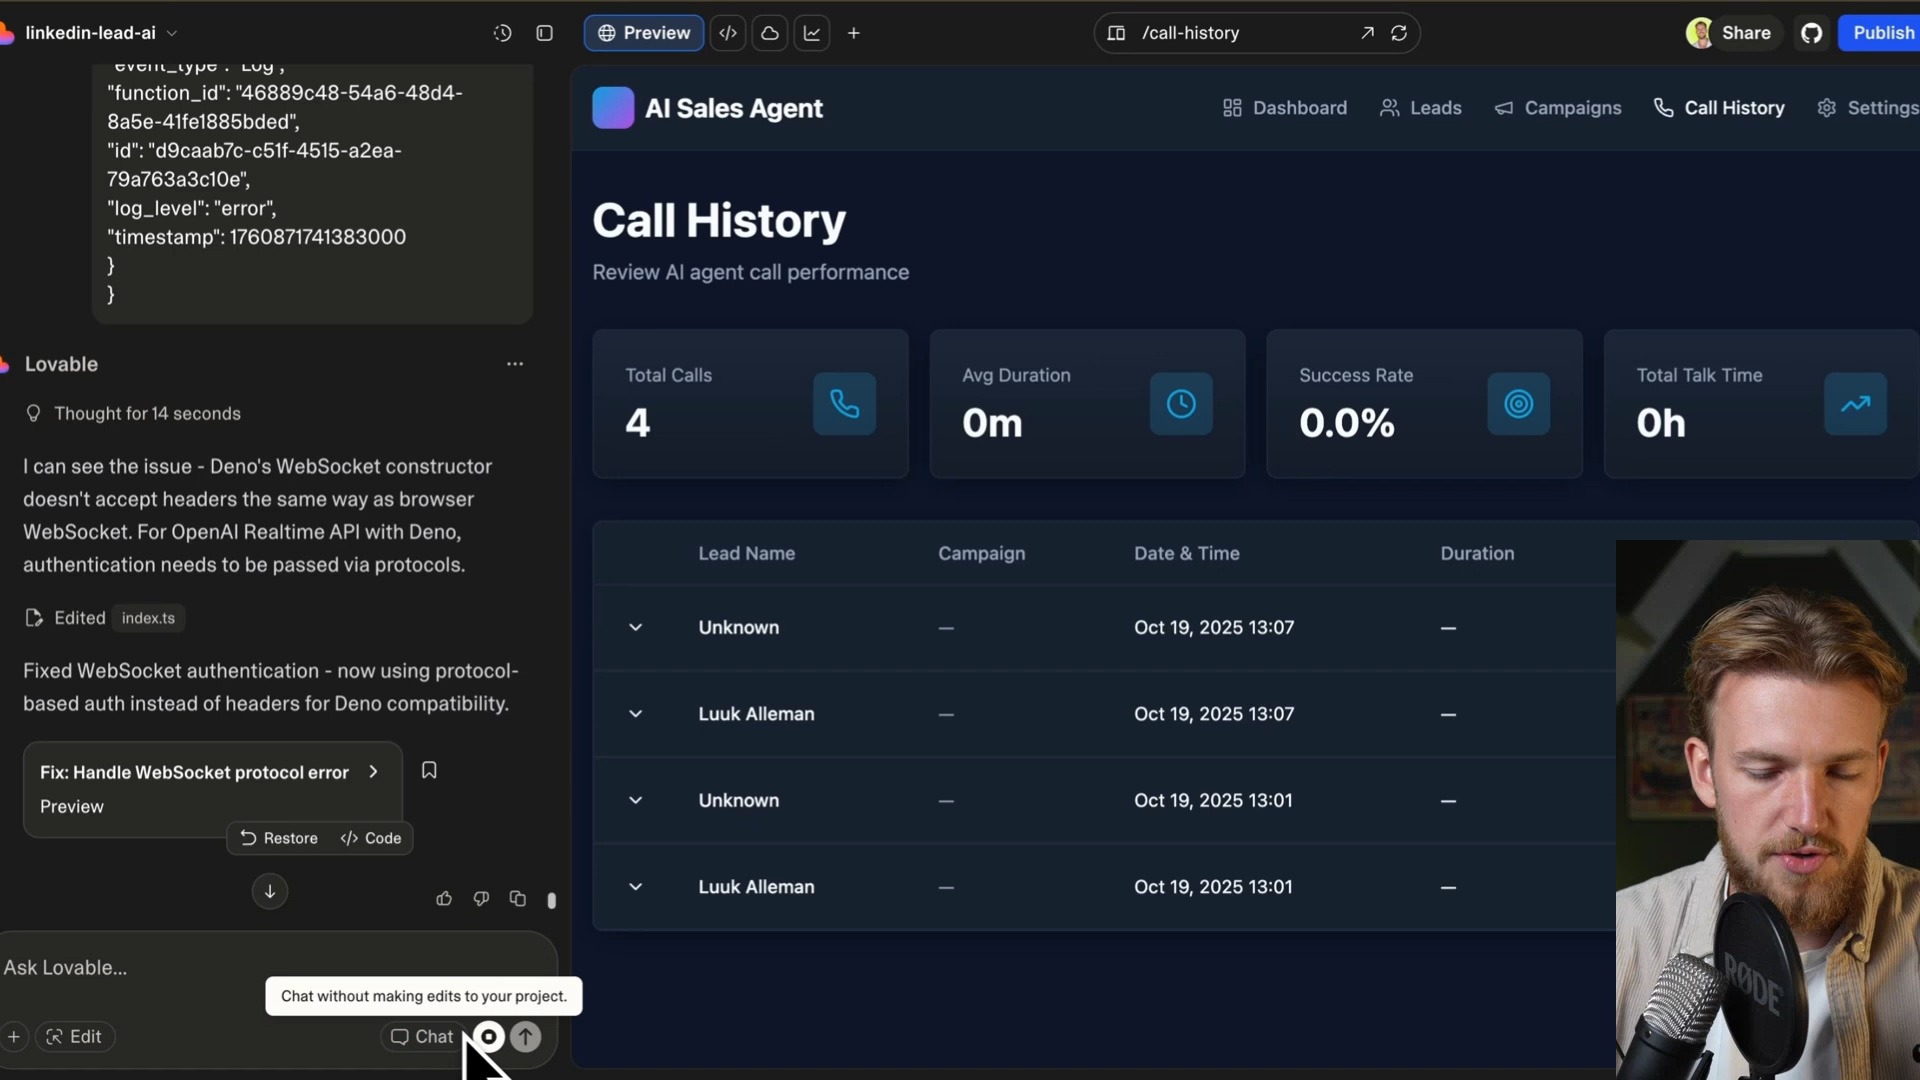 linkedin-lead-ai
Preview
/call-history
Share
Publish
"event_type": "Log",
"function_id": "46889c48-54a6-48d4-
8a5e-41fe1885bded",
"id": "d9caab7c-c51f-4515-a2ea-
79a763a3c10e",
"log_level": "error",
"timestamp": 1760871741383000
}
}
Lovable
Thought for 14 seconds
I can see the issue - Deno's WebSocket constructor
doesn't accept headers the same way as browser
WebSocket. For OpenAI Realtime API with Deno,
authentication needs to be passed via protocols.
Edited index.ts
Fixed WebSocket authentication - now using protocol-
based auth instead of headers for Deno compatibility.
Fix: Handle WebSocket protocol error
Preview
Restore
Code
Ask Lovable...
Chat without making edits to your project.
Edit
Chat
AI Sales Agent
Dashboard
Leads
Campaigns
Call History
Settings
Call History
Review AI agent call performance
Total Calls
4
Avg Duration
0m
Success Rate
0.0%
Total Talk Time
0h
Lead Name Campaign Date & Time Duration
Unknown — Oct 19, 2025 13:07 —
Luuk Alleman — Oct 19, 2025 13:07 —
Unknown — Oct 19, 2025 13:01 —
Luuk Alleman — Oct 19, 2025 13:01 —
RØDE